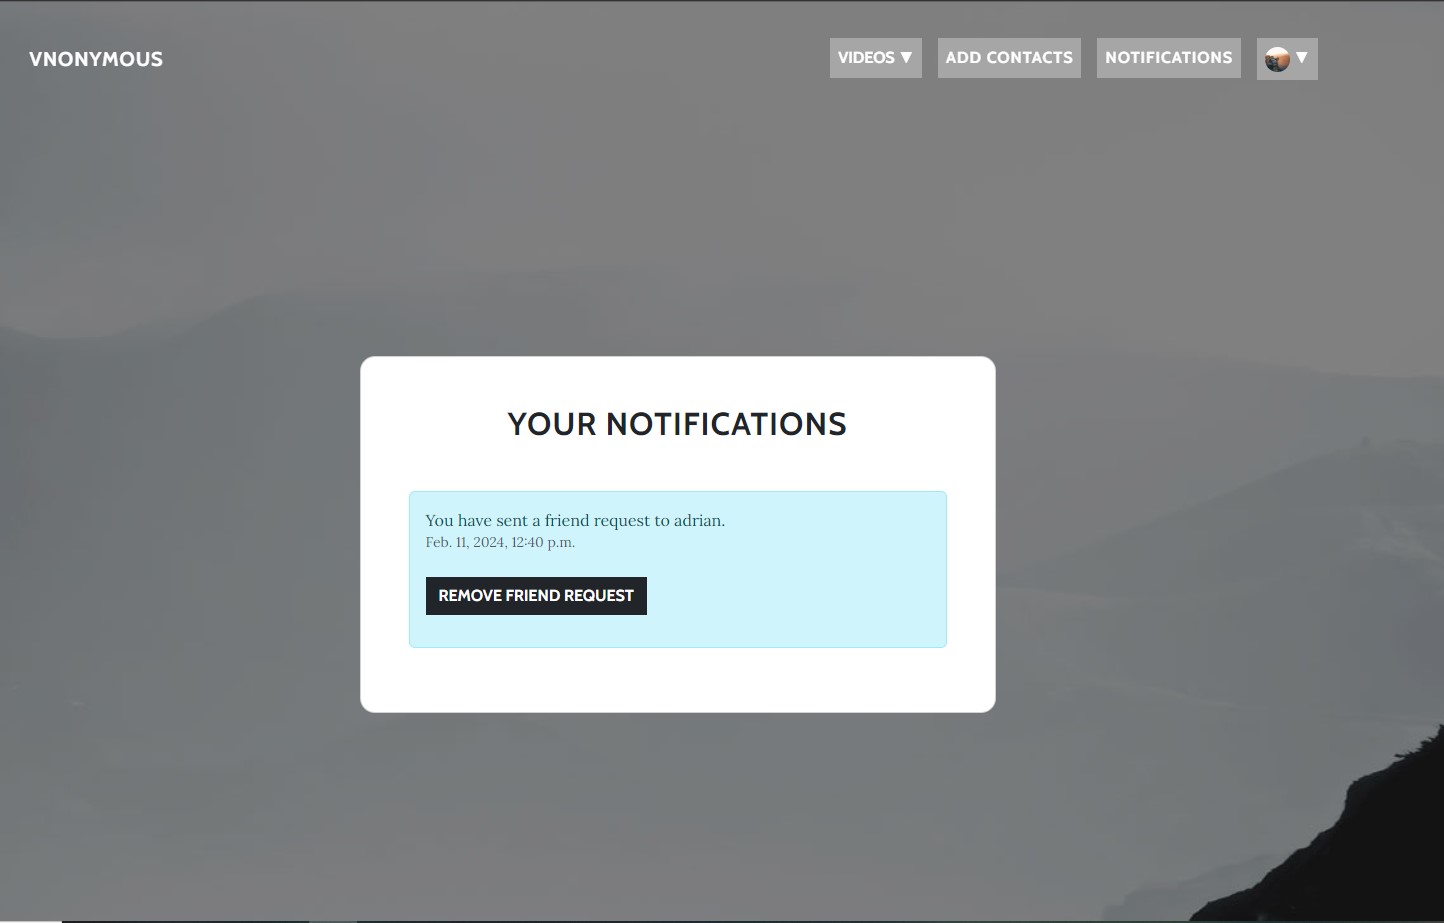 VNONYMOUS
VIDEOS ▼
ADD CONTACTS
NOTIFICATIONS
▼
YOUR NOTIFICATIONS
You have sent a friend request to adrian.
Feb. 11, 2024, 12:40 p.m.
REMOVE FRIEND REQUEST